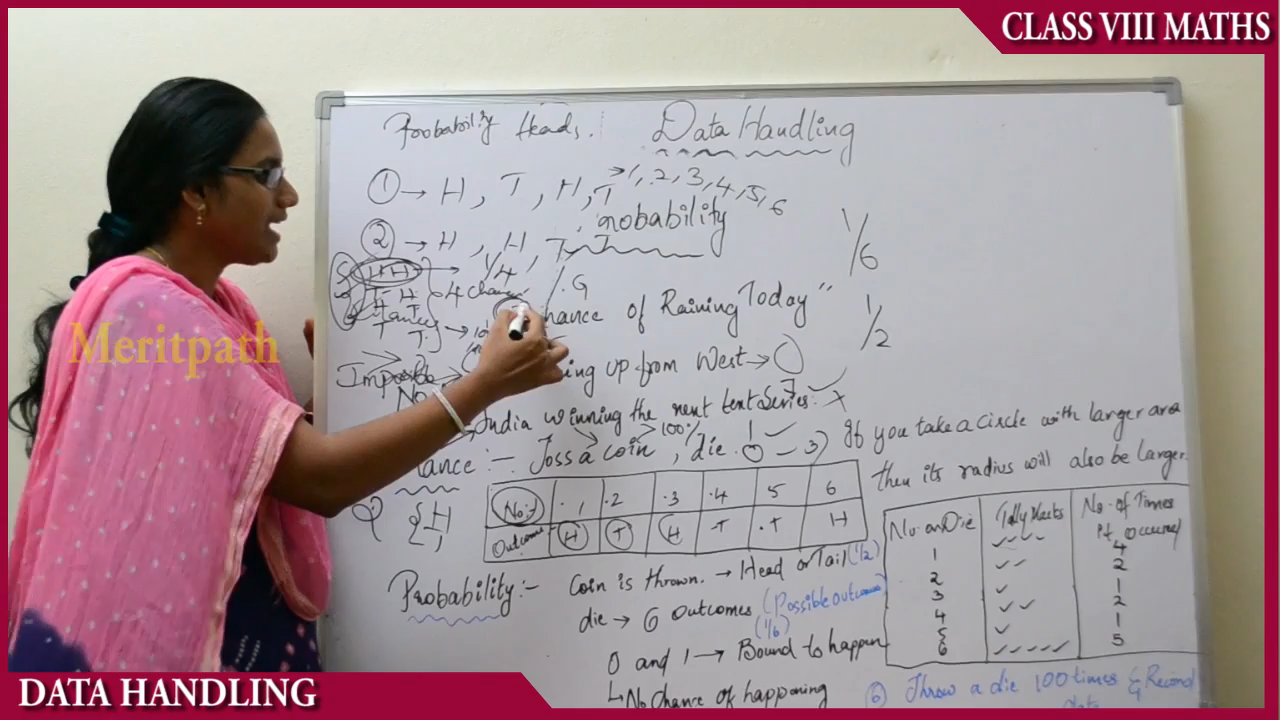 CLASS VIII MATHS
Probability Heads. Data Handling
① → H, T, H, T → 1, 2, 3, 4, 5, 6
Probability
② → H, H, T, T
HH → 1/4 1/6
T H 4 chances
H T
T T
Chance of Raining Today"
1/2
Meritpath
Impossible
No
ing up from West →
India winning the next test Series.
> 100%
ance :- Toss a coin, die.
If you take a circle with larger area
then its radius will also be larger.
No: of 1 2 3 4 5 6
Outcome H T H T T H
{H,
No on Die Tally Marks No. of Times It occurred
1 ✓✓✓✓ 4
2 ✓✓ 2
3 ✓ 1
4 ✓✓ 2
5 ✓ 1
6 ✓✓✓✓✓ 5
Probability :- Coin is thrown. → Head or Tail (1/2)
die → 6 outcomes (Possible outcomes)
(1/6)
0 and 1 → Bound to happen
↳ No chance of happening
⑥ Throw a die 100 times & Record
data
DATA HANDLING